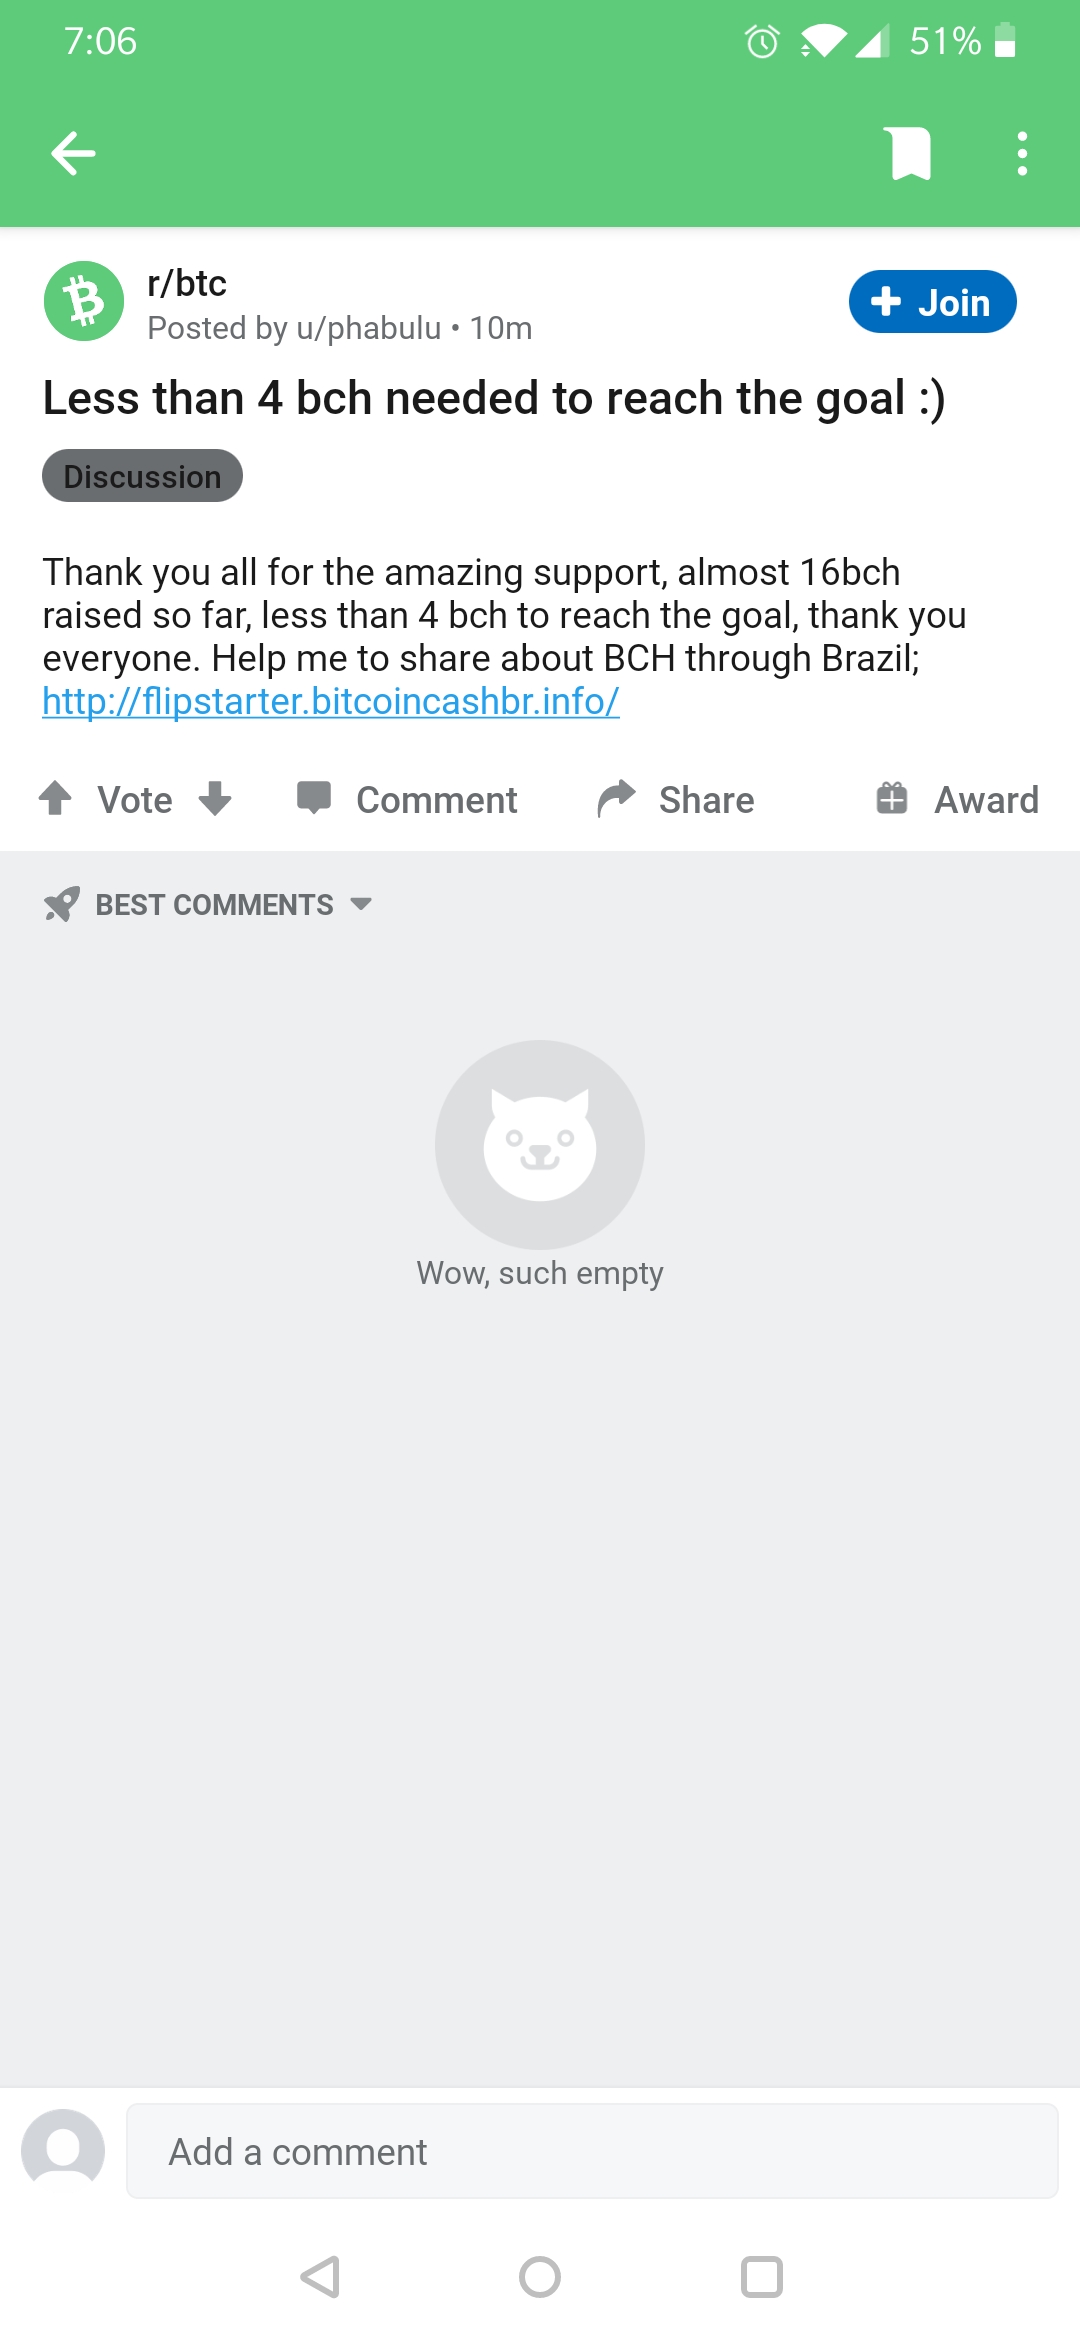 7:06
51%
r/btc
Posted by u/phabulu • 10m
Join
Less than 4 bch needed to reach the goal :)
Discussion
Thank you all for the amazing support, almost 16bch
raised so far, less than 4 bch to reach the goal, thank you
everyone. Help me to share about BCH through Brazil;
http://flipstarter.bitcoincashbr.info/
Vote
Comment
Share
Award
BEST COMMENTS
Wow, such empty
Add a comment